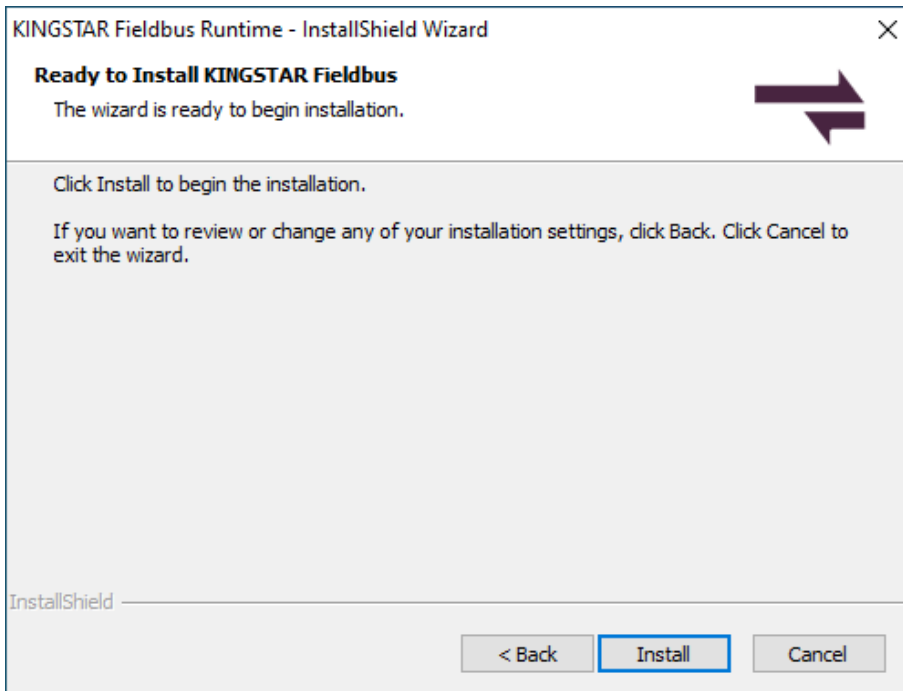 KINGSTAR Fieldbus Runtime - InstallShield Wizard
Ready to Install KINGSTAR Fieldbus
The wizard is ready to begin installation.
Click Install to begin the installation.
If you want to review or change any of your installation settings, click Back. Click Cancel to
exit the wizard.
InstallShield
< Back Install Cancel